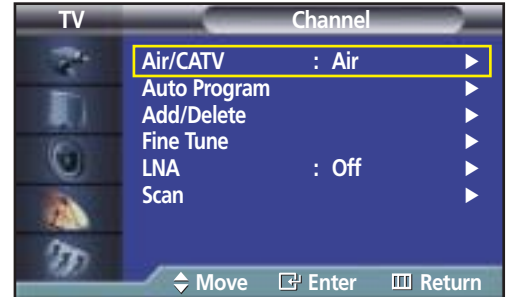 TV Channel
Air/CATV : Air
Auto Program
Add/Delete
Fine Tune
LNA : Off
Scan
Move Enter Return